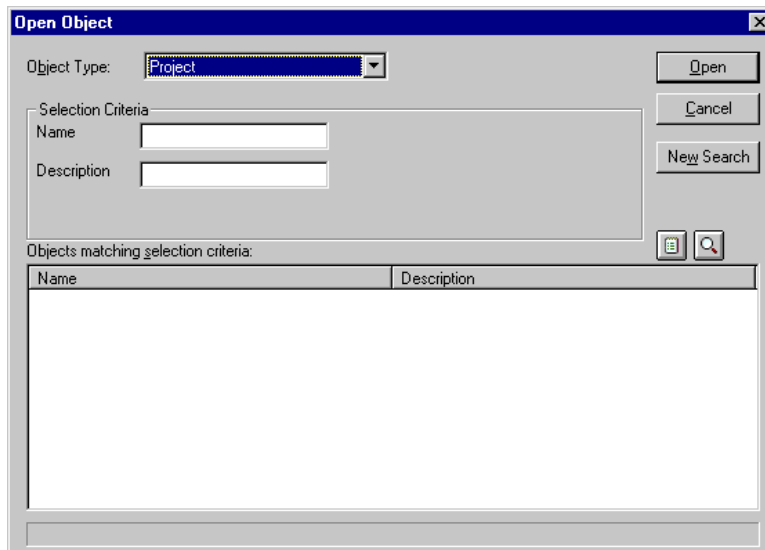 Open Object
Object Type: Project
Open
Selection Criteria
Cancel
Name
New Search
Description
Objects matching selection criteria:
Name Description